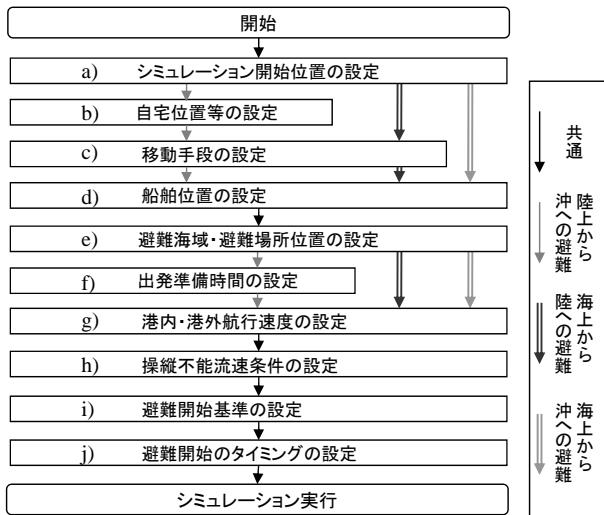 開始
a) シミュレーション開始位置の設定
b) 自宅位置等の設定
c) 移動手段の設定
d) 船舶位置の設定
e) 避難海域・避難場所位置の設定
f) 出発準備時間の設定
g) 港内・港外航行速度の設定
h) 操縦不能流速条件の設定
i) 避難開始基準の設定
j) 避難開始のタイミングの設定
シミュレーション実行
共通
陸上から
沖への避難
海上から
陸への避難
海上から
沖への避難